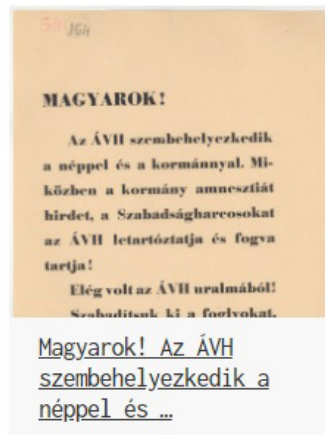 164
MAGYAROK!
Az ÁVH szembehelyezkedik
a néppel és a kormánnyal. Mi-
közben a kormány amnesztiát
hirdet, a Szabadságharcosokat
az ÁVH letartóztatja és fogva
tartja!
Elég volt az ÁVH uralmából!
Szabadítsuk ki a foglyokat,
Magyarok! Az ÁVH
szembehelyezkedik a
néppel és …